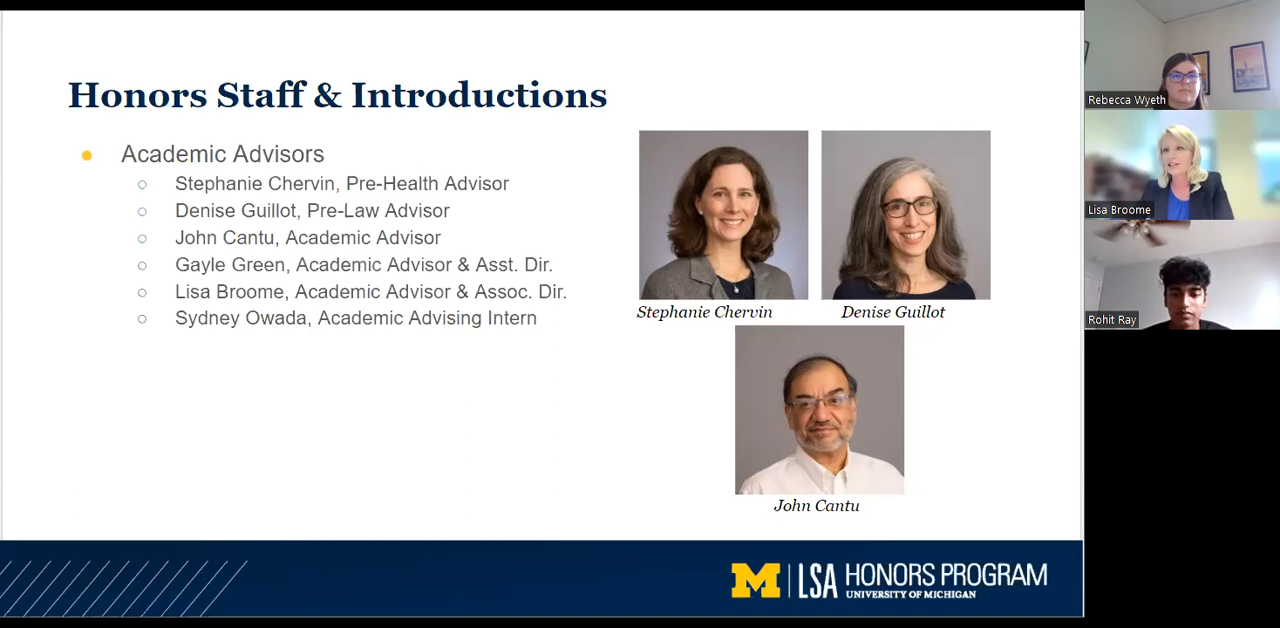 Honors Staff & Introductions
Academic Advisors
Stephanie Chervin, Pre-Health Advisor
Denise Guillot, Pre-Law Advisor
John Cantu, Academic Advisor
Gayle Green, Academic Advisor & Asst. Dir.
Lisa Broome, Academic Advisor & Assoc. Dir.
Sydney Owada, Academic Advising Intern
Stephanie Chervin
Denise Guillot
John Cantu
M LSA HONORS PROGRAM
UNIVERSITY OF MICHIGAN
Rebecca Wyeth
Lisa Broome
Rohit Ray